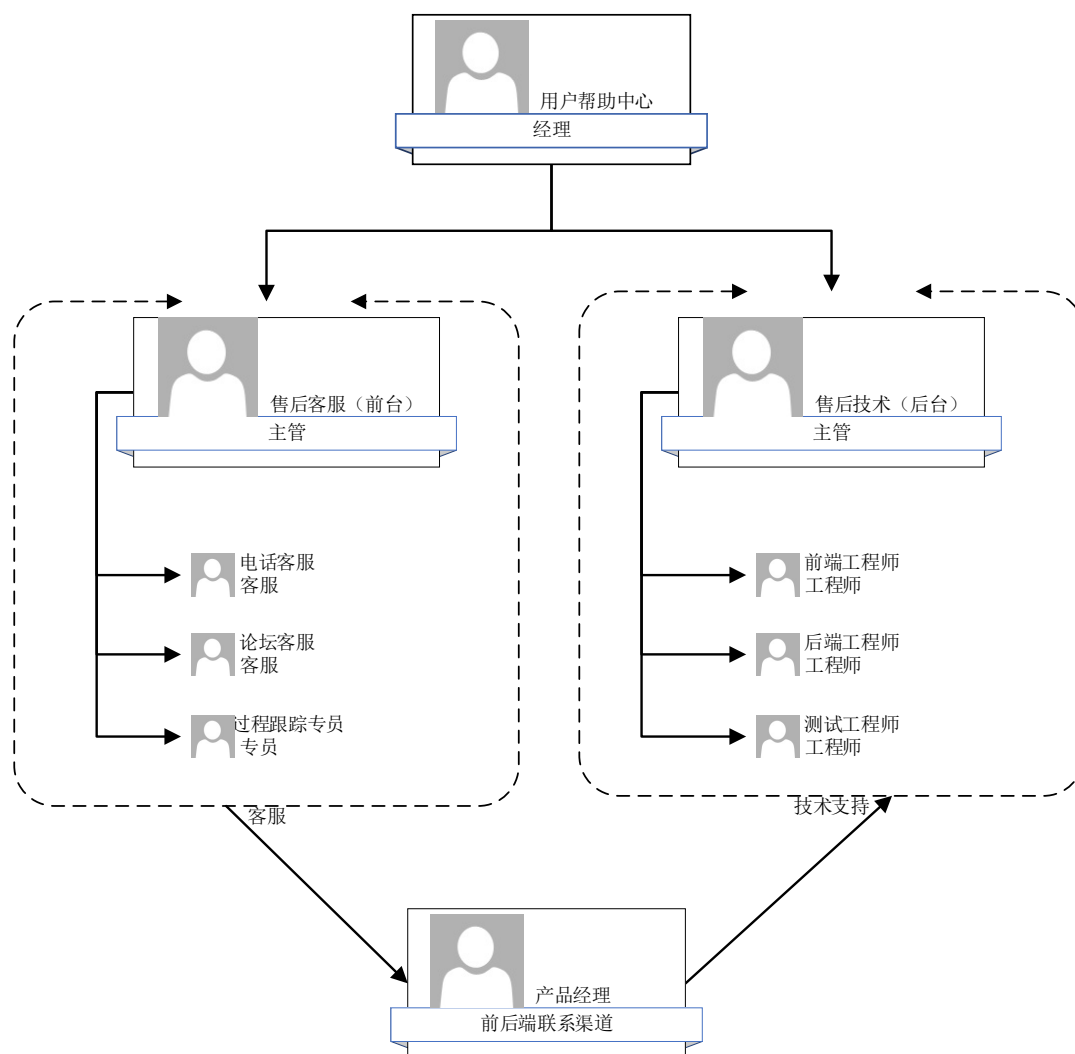 用户帮助中心
经理
售后客服（前台）
主管
电话客服
客服
论坛客服
客服
过程跟踪专员
专员
客服
售后技术（后台）
主管
前端工程师
工程师
后端工程师
工程师
测试工程师
工程师
技术支持
产品经理
前后端联系渠道